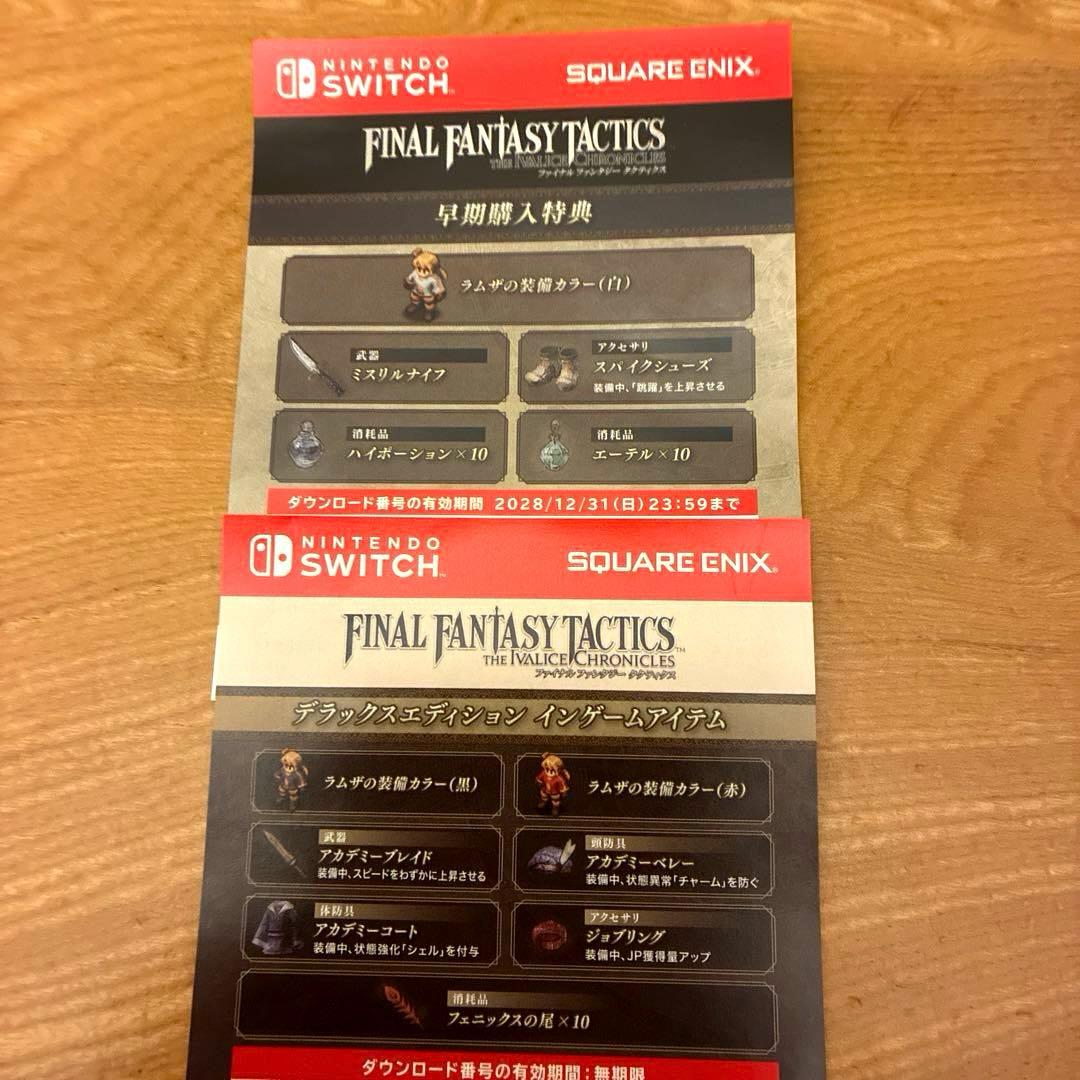 NINTENDO
SWITCH™
SQUARE ENIX®
FINAL FANTASY TACTICS
THE IVALICE CHRONICLES
ファイナルファンタジー タクティクス
早期購入特典
ラムザの装備カラー(白)
武器
ミスリルナイフ
アクセサリ
スパイクシューズ
装備中、「跳躍」を上昇させる
消耗品
ハイポーション×10
消耗品
エーテル×10
ダウンロード番号の有効期間 2028/12/31(日)23:59まで
NINTENDO
SWITCH™
SQUARE ENIX®
FINAL FANTASY TACTICS™
THE IVALICE CHRONICLES
ファイナルファンタジー タクティクス
デラックスエディション インゲームアイテム
ラムザの装備カラー(黒)
ラムザの装備カラー(赤)
武器
アカデミーブレイド
装備中、スピードをわずかに上昇させる
頭防具
アカデミーベレー
装備中、状態異常「チャーム」を防ぐ
体防具
アカデミーコート
装備中、状態強化「シェル」を付与
アクセサリ
ジョブリング
装備中、JP獲得量アップ
消耗品
フェニックスの尾×10
ダウンロード番号の有効期間:無期限